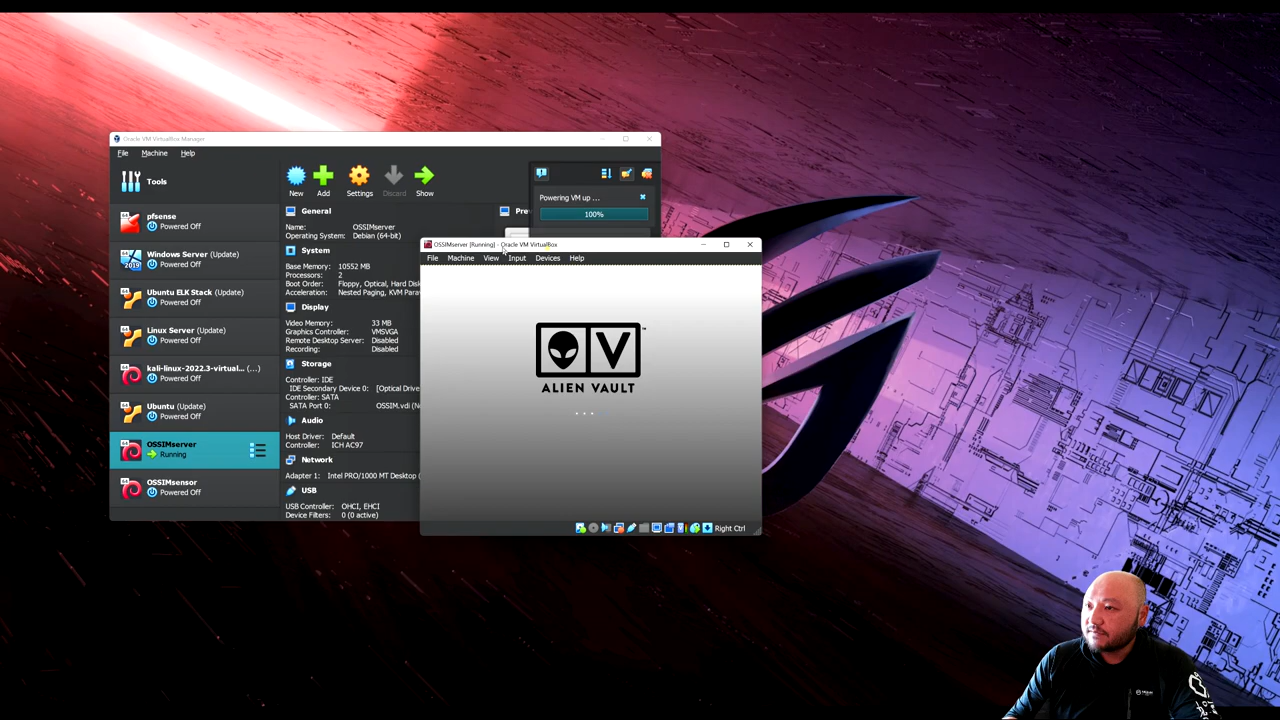 Oracle VM VirtualBox Manager
File Machine Help
Tools
New Add Settings Discard Show
Powering VM up ...
100%
pfsense
Powered Off
Windows Server (Update)
Powered Off
Ubuntu ELK Stack (Update)
Powered Off
Linux Server (Update)
Powered Off
kali-linux-2022.3-virtual... (...)
Powered Off
Ubuntu (Update)
Powered Off
OSSIMserver
Running
OSSIMsensor
Powered Off
General
Name: OSSIMserver
Operating System: Debian (64-bit)
System
Base Memory: 10552 MB
Processors: 2
Boot Order: Floppy, Optical, Hard Disk
Acceleration: Nested Paging, KVM Para
Display
Video Memory: 33 MB
Graphics Controller: VMSVGA
Remote Desktop Server: Disabled
Recording: Disabled
Storage
Controller: IDE
IDE Secondary Device 0: [Optical Drive
Controller: SATA
SATA Port 0: OSSIM.vdi (No
Audio
Host Driver: Default
Controller: ICH AC97
Network
Adapter 1: Intel PRO/1000 MT Desktop (
USB
USB Controller: OHCI, EHCI
Device Filters: 0 (0 active)
Pre
OSSIMserver [Running] - Oracle VM VirtualBox
File Machine View Input Devices Help
V
™
ALIEN VAULT
Right Ctrl